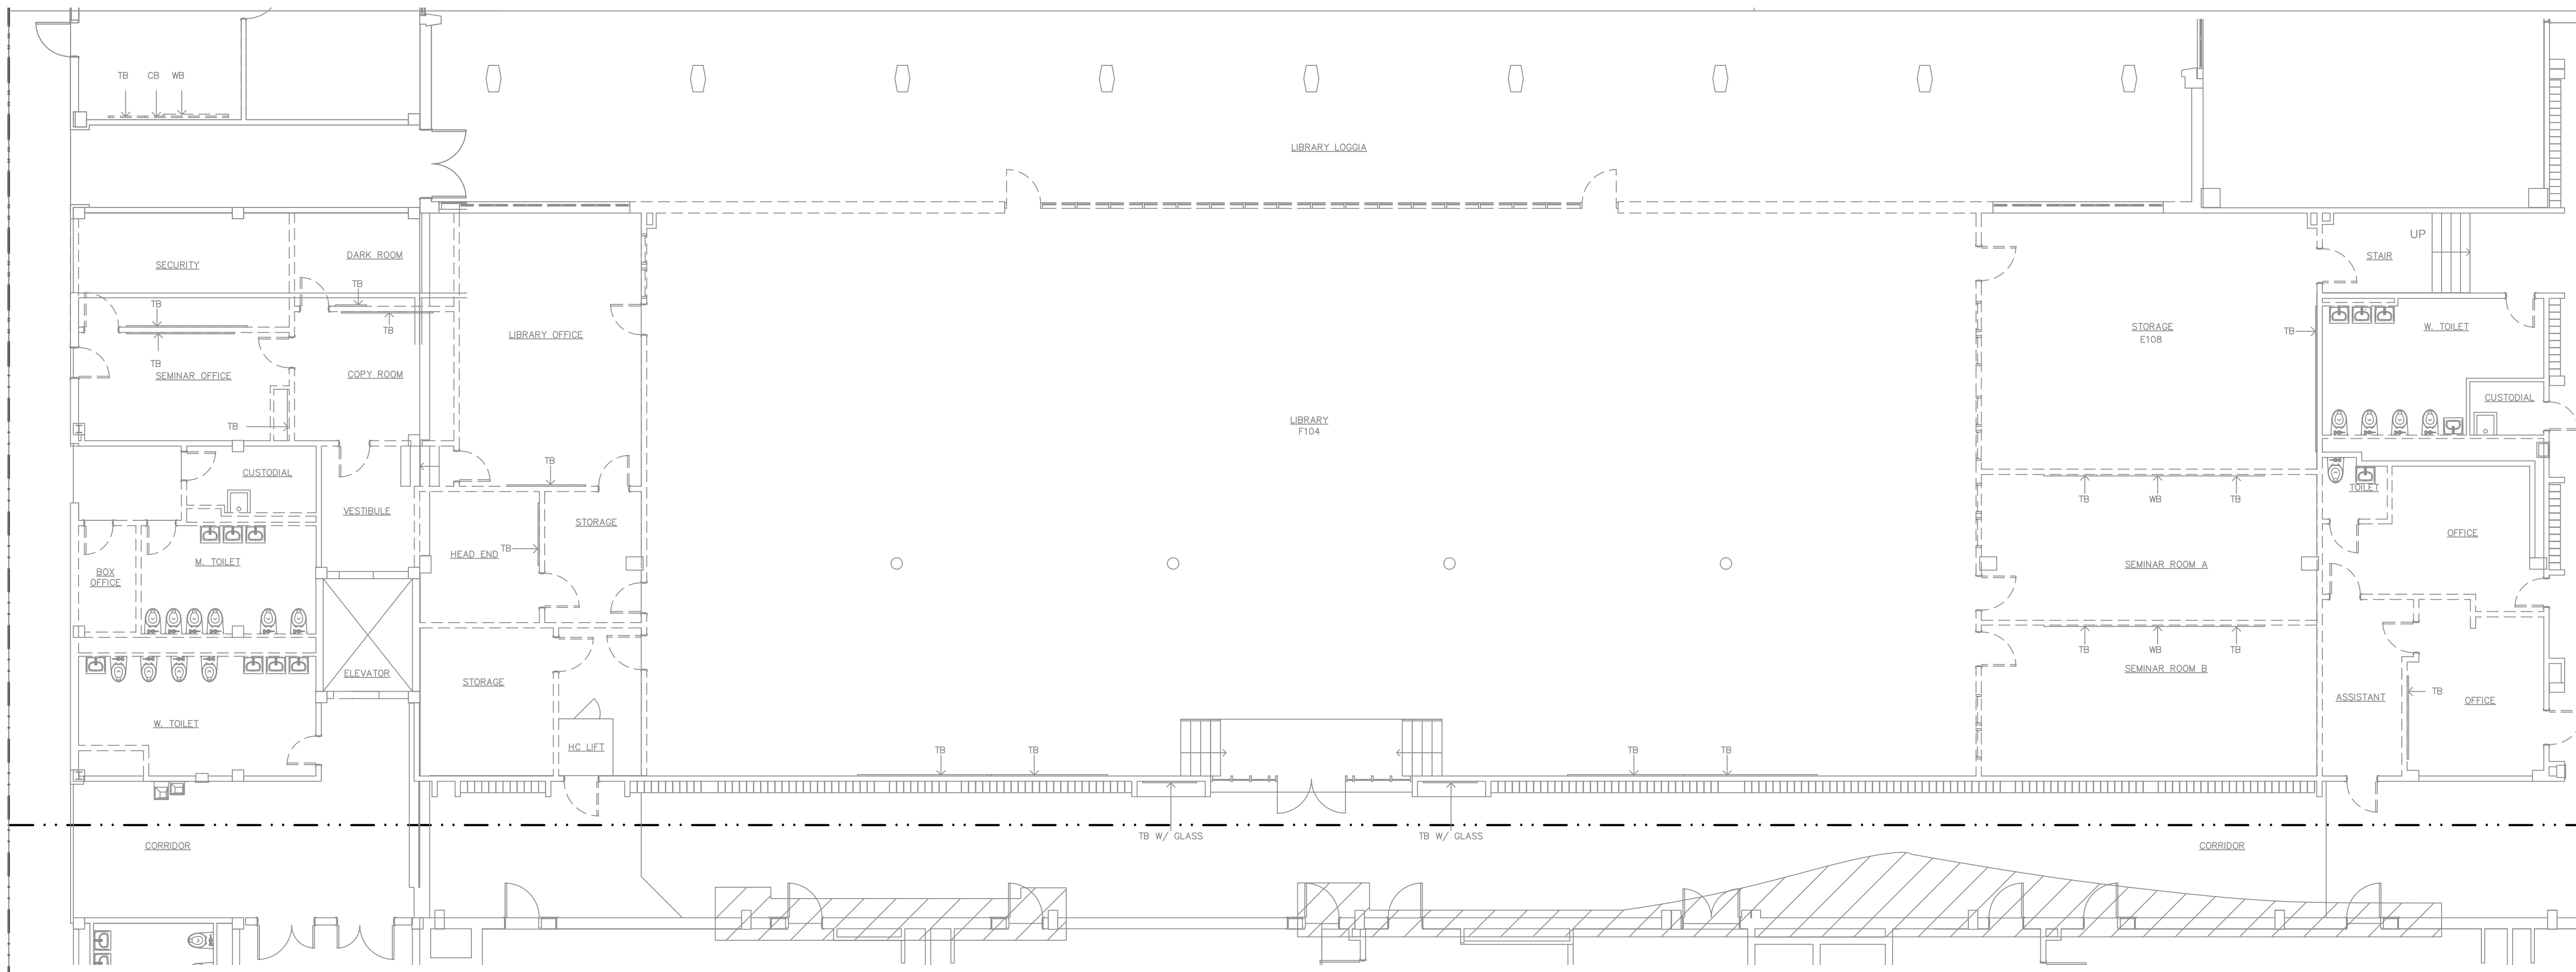 TB CB WB
LIBRARY LOGGIA
UP
SECURITY
DARK ROOM
STAIR
TB
TB
TB
TB
LIBRARY OFFICE
STORAGE
E108
TB
W. TOILET
SEMINAR OFFICE
COPY ROOM
CUSTODIAL
TB
LIBRARY
F104
TB
CUSTODIAL
TB WB TB
TOILET
VESTIBULE
STORAGE
OFFICE
HEAD END
TB
M. TOILET
SEMINAR ROOM A
BOX
OFFICE
TB WB TB
ELEVATOR
STORAGE
SEMINAR ROOM B
ASSISTANT
TB
OFFICE
W. TOILET
HC LIFT
TB TB
TB TB
TB W/ GLASS
TB W/ GLASS
CORRIDOR
CORRIDOR